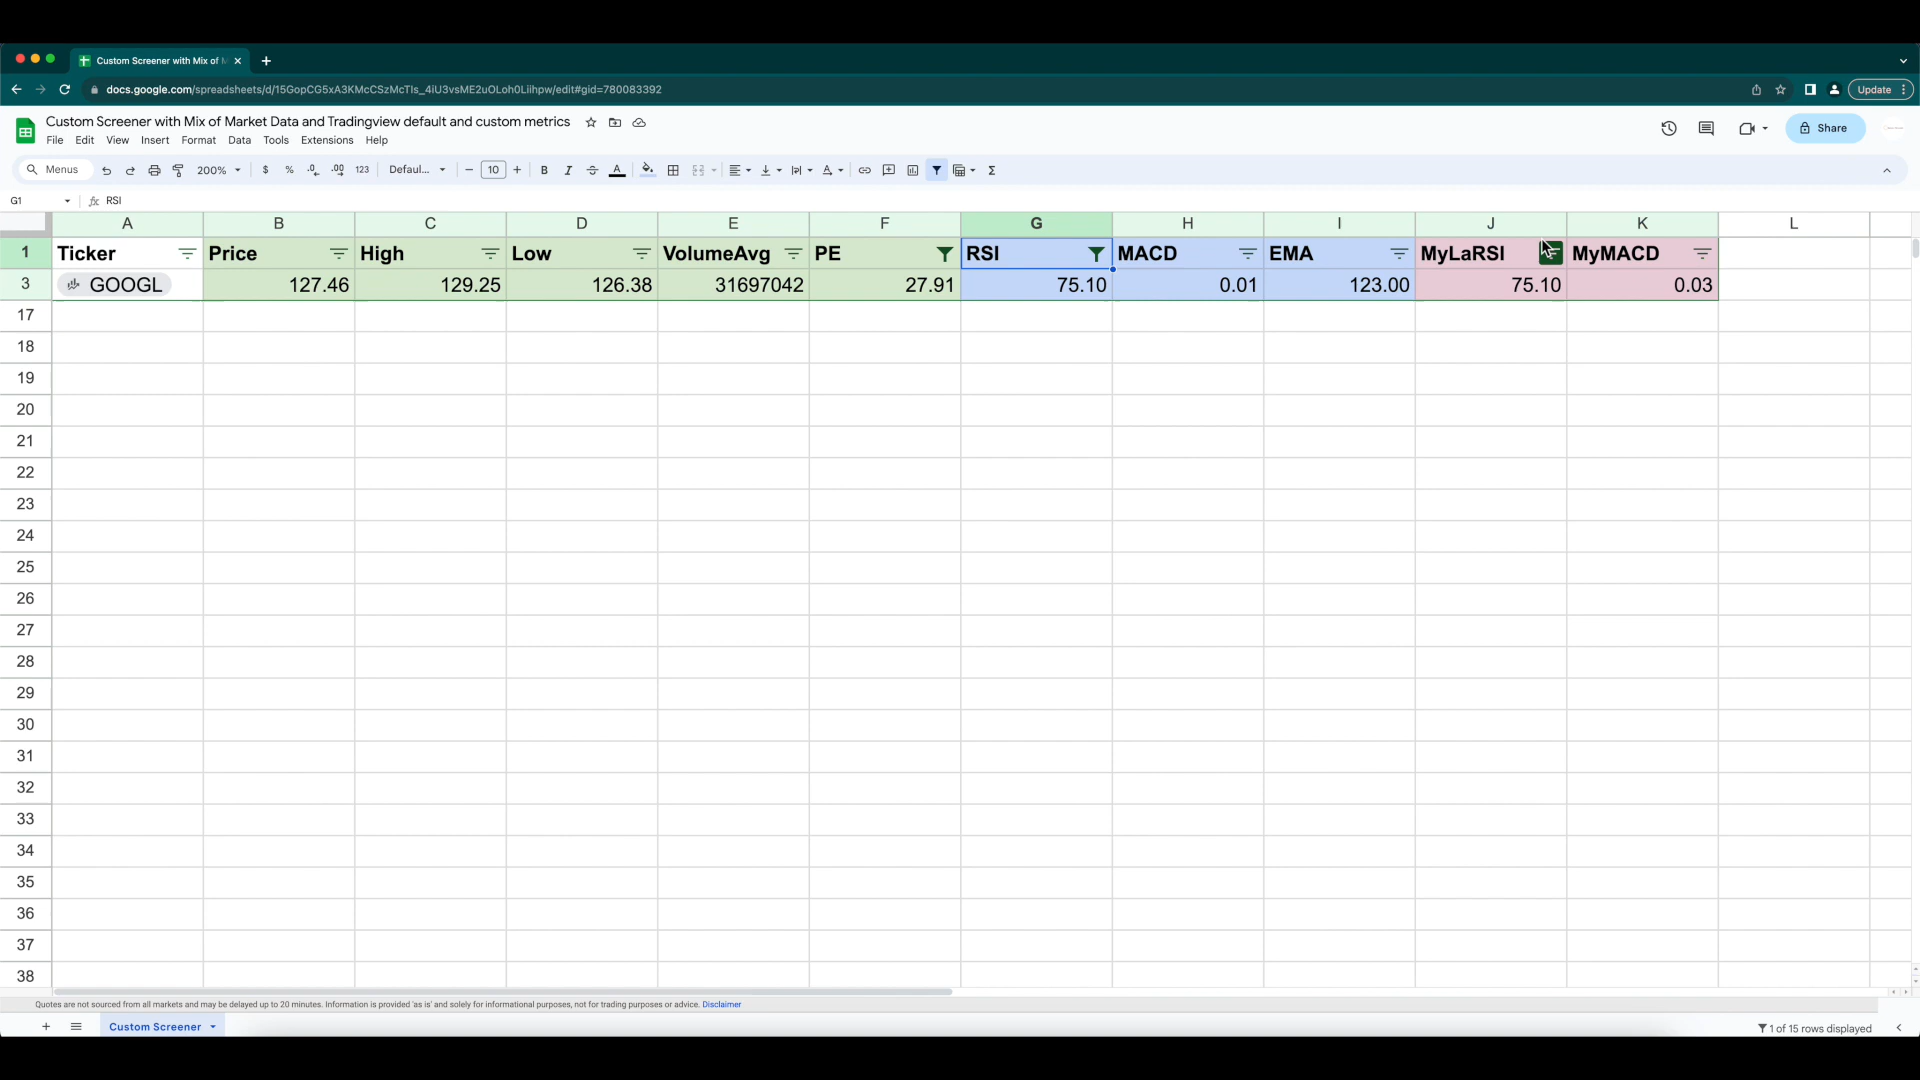 Custom Screener with Mix of M
docs.google.com/spreadsheets/d/15GopCG5xA3KMcCSzMcTIs_4iU3vsME2uOLoh0Liihpw/edit#gid=780083392
Update
Custom Screener with Mix of Market Data and Tradingview default and custom metrics
File Edit View Insert Format Data Tools Extensions Help
Share
Menus 200% $ % .0 .00 123 Defaul... 10 B I A Σ
G1 fx RSI
A B C D E F G H I J K L
1 Ticker Price High Low VolumeAvg PE RSI MACD EMA MyLaRSI MyMACD
3 GOOGL 127.46 129.25 126.38 31697042 27.91 75.10 0.01 123.00 75.10 0.03
17
18
19
20
21
22
23
24
25
26
27
28
29
30
31
32
33
34
35
36
37
38
Quotes are not sourced from all markets and may be delayed up to 20 minutes. Information is provided 'as is' and solely for informational purposes, not for trading purposes or advice. Disclaimer
Custom Screener
1 of 15 rows displayed